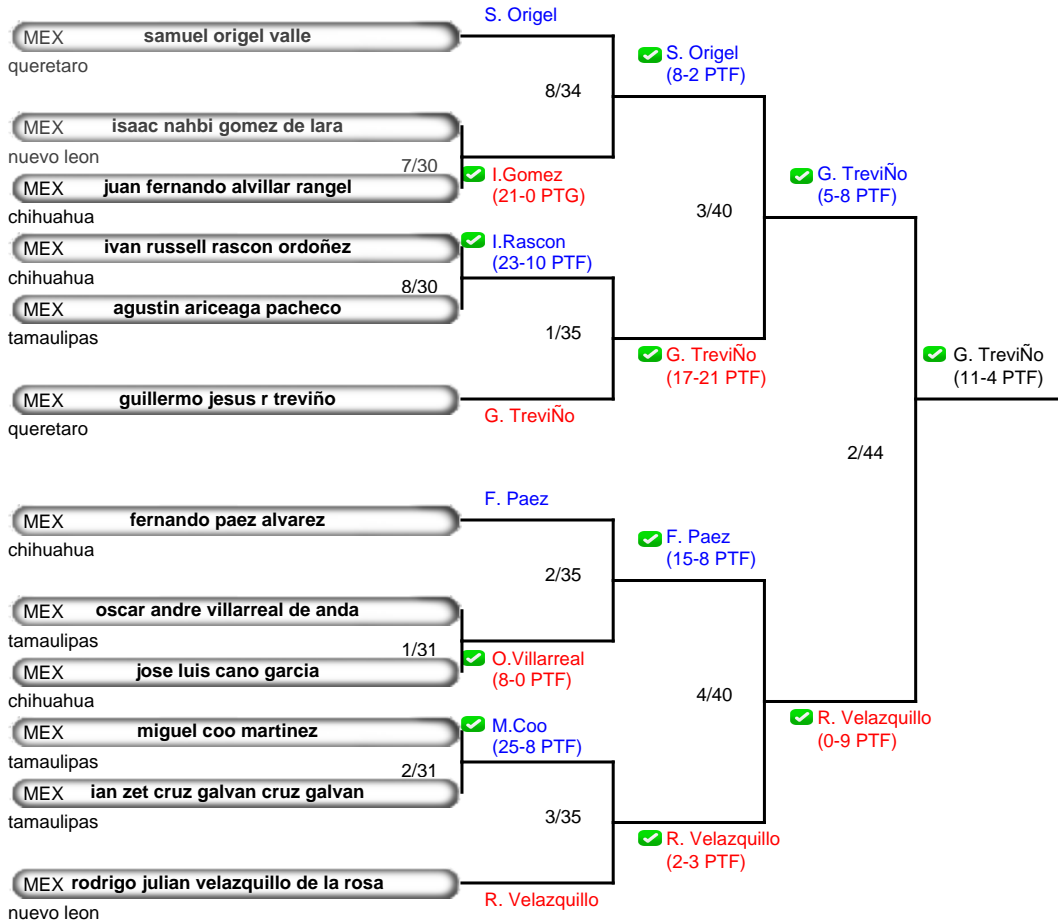 S. Origel
MEX samuel origel valle
queretaro
S. Origel
(8-2 PTF)
8/34
MEX isaac nahbi gomez de lara
nuevo leon
7/30
I.Gomez
(21-0 PTG)
MEX juan fernando alvillar rangel
chihuahua
G. TreviÑo
(5-8 PTF)
3/40
MEX ivan russell rascon ordoñez
chihuahua
I.Rascon
(23-10 PTF)
8/30
MEX agustin ariceaga pacheco
tamaulipas
1/35
G. TreviÑo
(17-21 PTF)
G. TreviÑo
(11-4 PTF)
MEX guillermo jesus r treviño
queretaro
G. TreviÑo
2/44
F. Paez
MEX fernando paez alvarez
chihuahua
F. Paez
(15-8 PTF)
2/35
MEX oscar andre villarreal de anda
tamaulipas
1/31
O.Villarreal
(8-0 PTF)
MEX jose luis cano garcia
chihuahua
4/40
R. Velazquillo
(0-9 PTF)
MEX miguel coo martinez
tamaulipas
M.Coo
(25-8 PTF)
2/31
MEX ian zet cruz galvan cruz galvan
tamaulipas
3/35
R. Velazquillo
(2-3 PTF)
MEX rodrigo julian velazquillo de la rosa
nuevo leon
R. Velazquillo